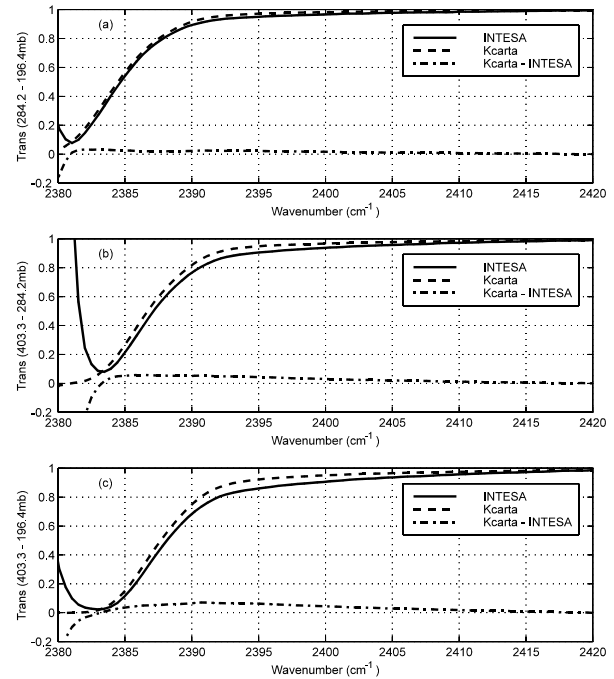 (a)
INTESA
Kcarta
Kcarta - INTESA
Trans (284.2 - 196.4mb)
1
0.8
0.6
0.4
0.2
0
-0.2
2380 2385 2390 2395 2400 2405 2410 2415 2420
Wavenumber (cm-1 )
(b)
INTESA
Kcarta
Kcarta - INTESA
Trans (403.3 - 284.2mb)
1
0.8
0.6
0.4
0.2
0
-0.2
2380 2385 2390 2395 2400 2405 2410 2415 2420
Wavenumber (cm-1 )
(c)
INTESA
Kcarta
Kcarta - INTESA
Trans (403.3 - 196.4mb)
1
0.8
0.6
0.4
0.2
0
-0.2
2380 2385 2390 2395 2400 2405 2410 2415 2420
Wavenumber (cm-1 )